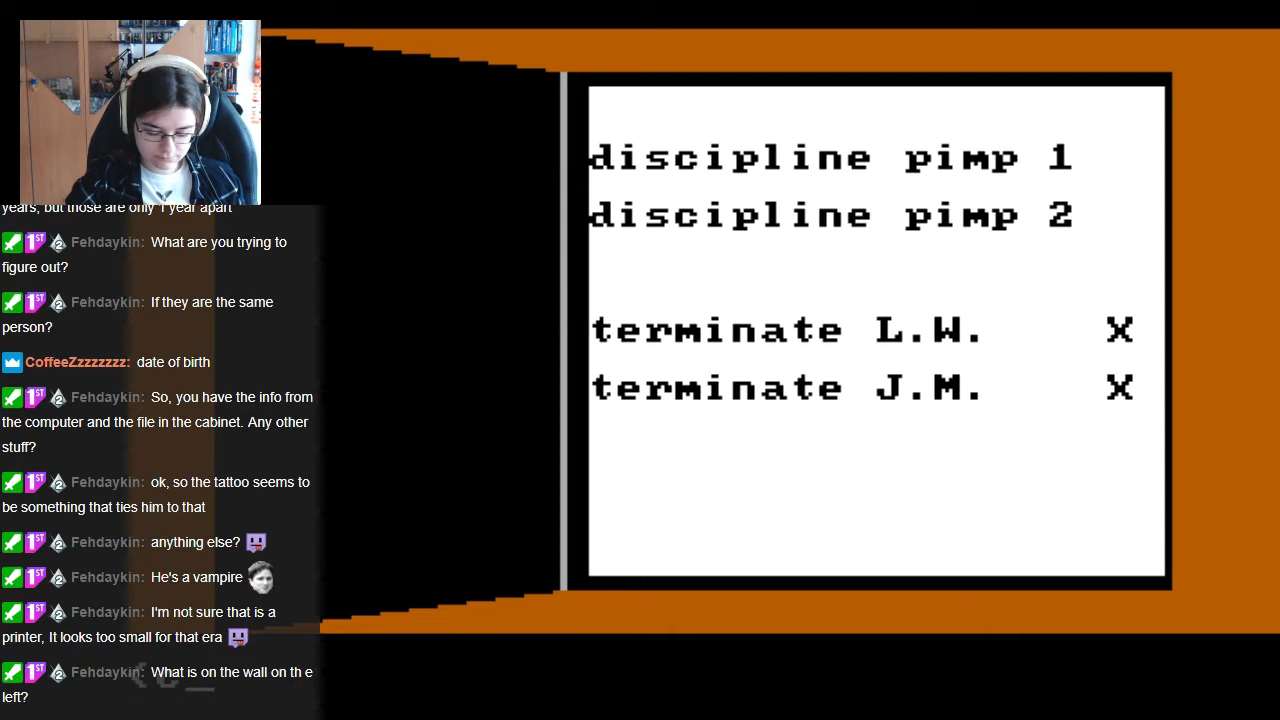 years, but those are only 1 year apart
Fehdaykin: What are you trying to
figure out?
Fehdaykin: If they are the same
person?
CoffeeZzzzzzzz: date of birth
Fehdaykin: So, you have the info from
the computer and the file in the cabinet. Any other
stuff?
Fehdaykin: ok, so the tattoo seems to
be something that ties him to that
Fehdaykin: anything else?
Fehdaykin: He's a vampire
Fehdaykin: I'm not sure that is a
printer, It looks too small for that era
Fehdaykin: What is on the wall on th e
left?
discipline pimp 1
discipline pimp 2
terminate L.W. X
terminate J.M. X